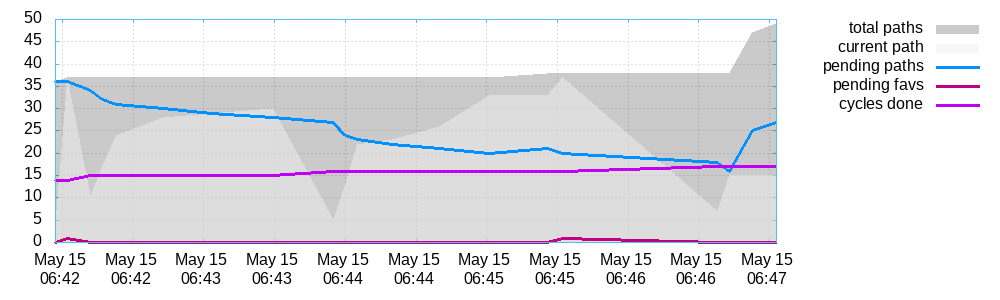 50
45
40
35
30
25
20
15
10
5
0
May 15 May 15 May 15 May 15 May 15 May 15 May 15 May 15 May 15 May 15 May 15
06:42 06:42 06:43 06:43 06:44 06:44 06:45 06:45 06:46 06:46 06:47
total paths
current path
pending paths
pending favs
cycles done